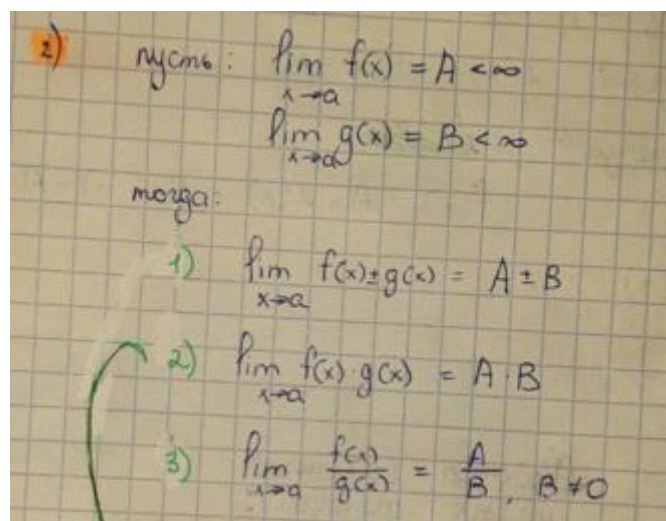 2) пусть: lim f(x) = A < ∞
x→a
lim g(x) = B < ∞
x→a
тогда:
1) lim f(x) ± g(x) = A ± B
x→a
2) lim f(x) · g(x) = A · B
x→a
3) lim f(x)/g(x) = A/B, B ≠ 0
x→a